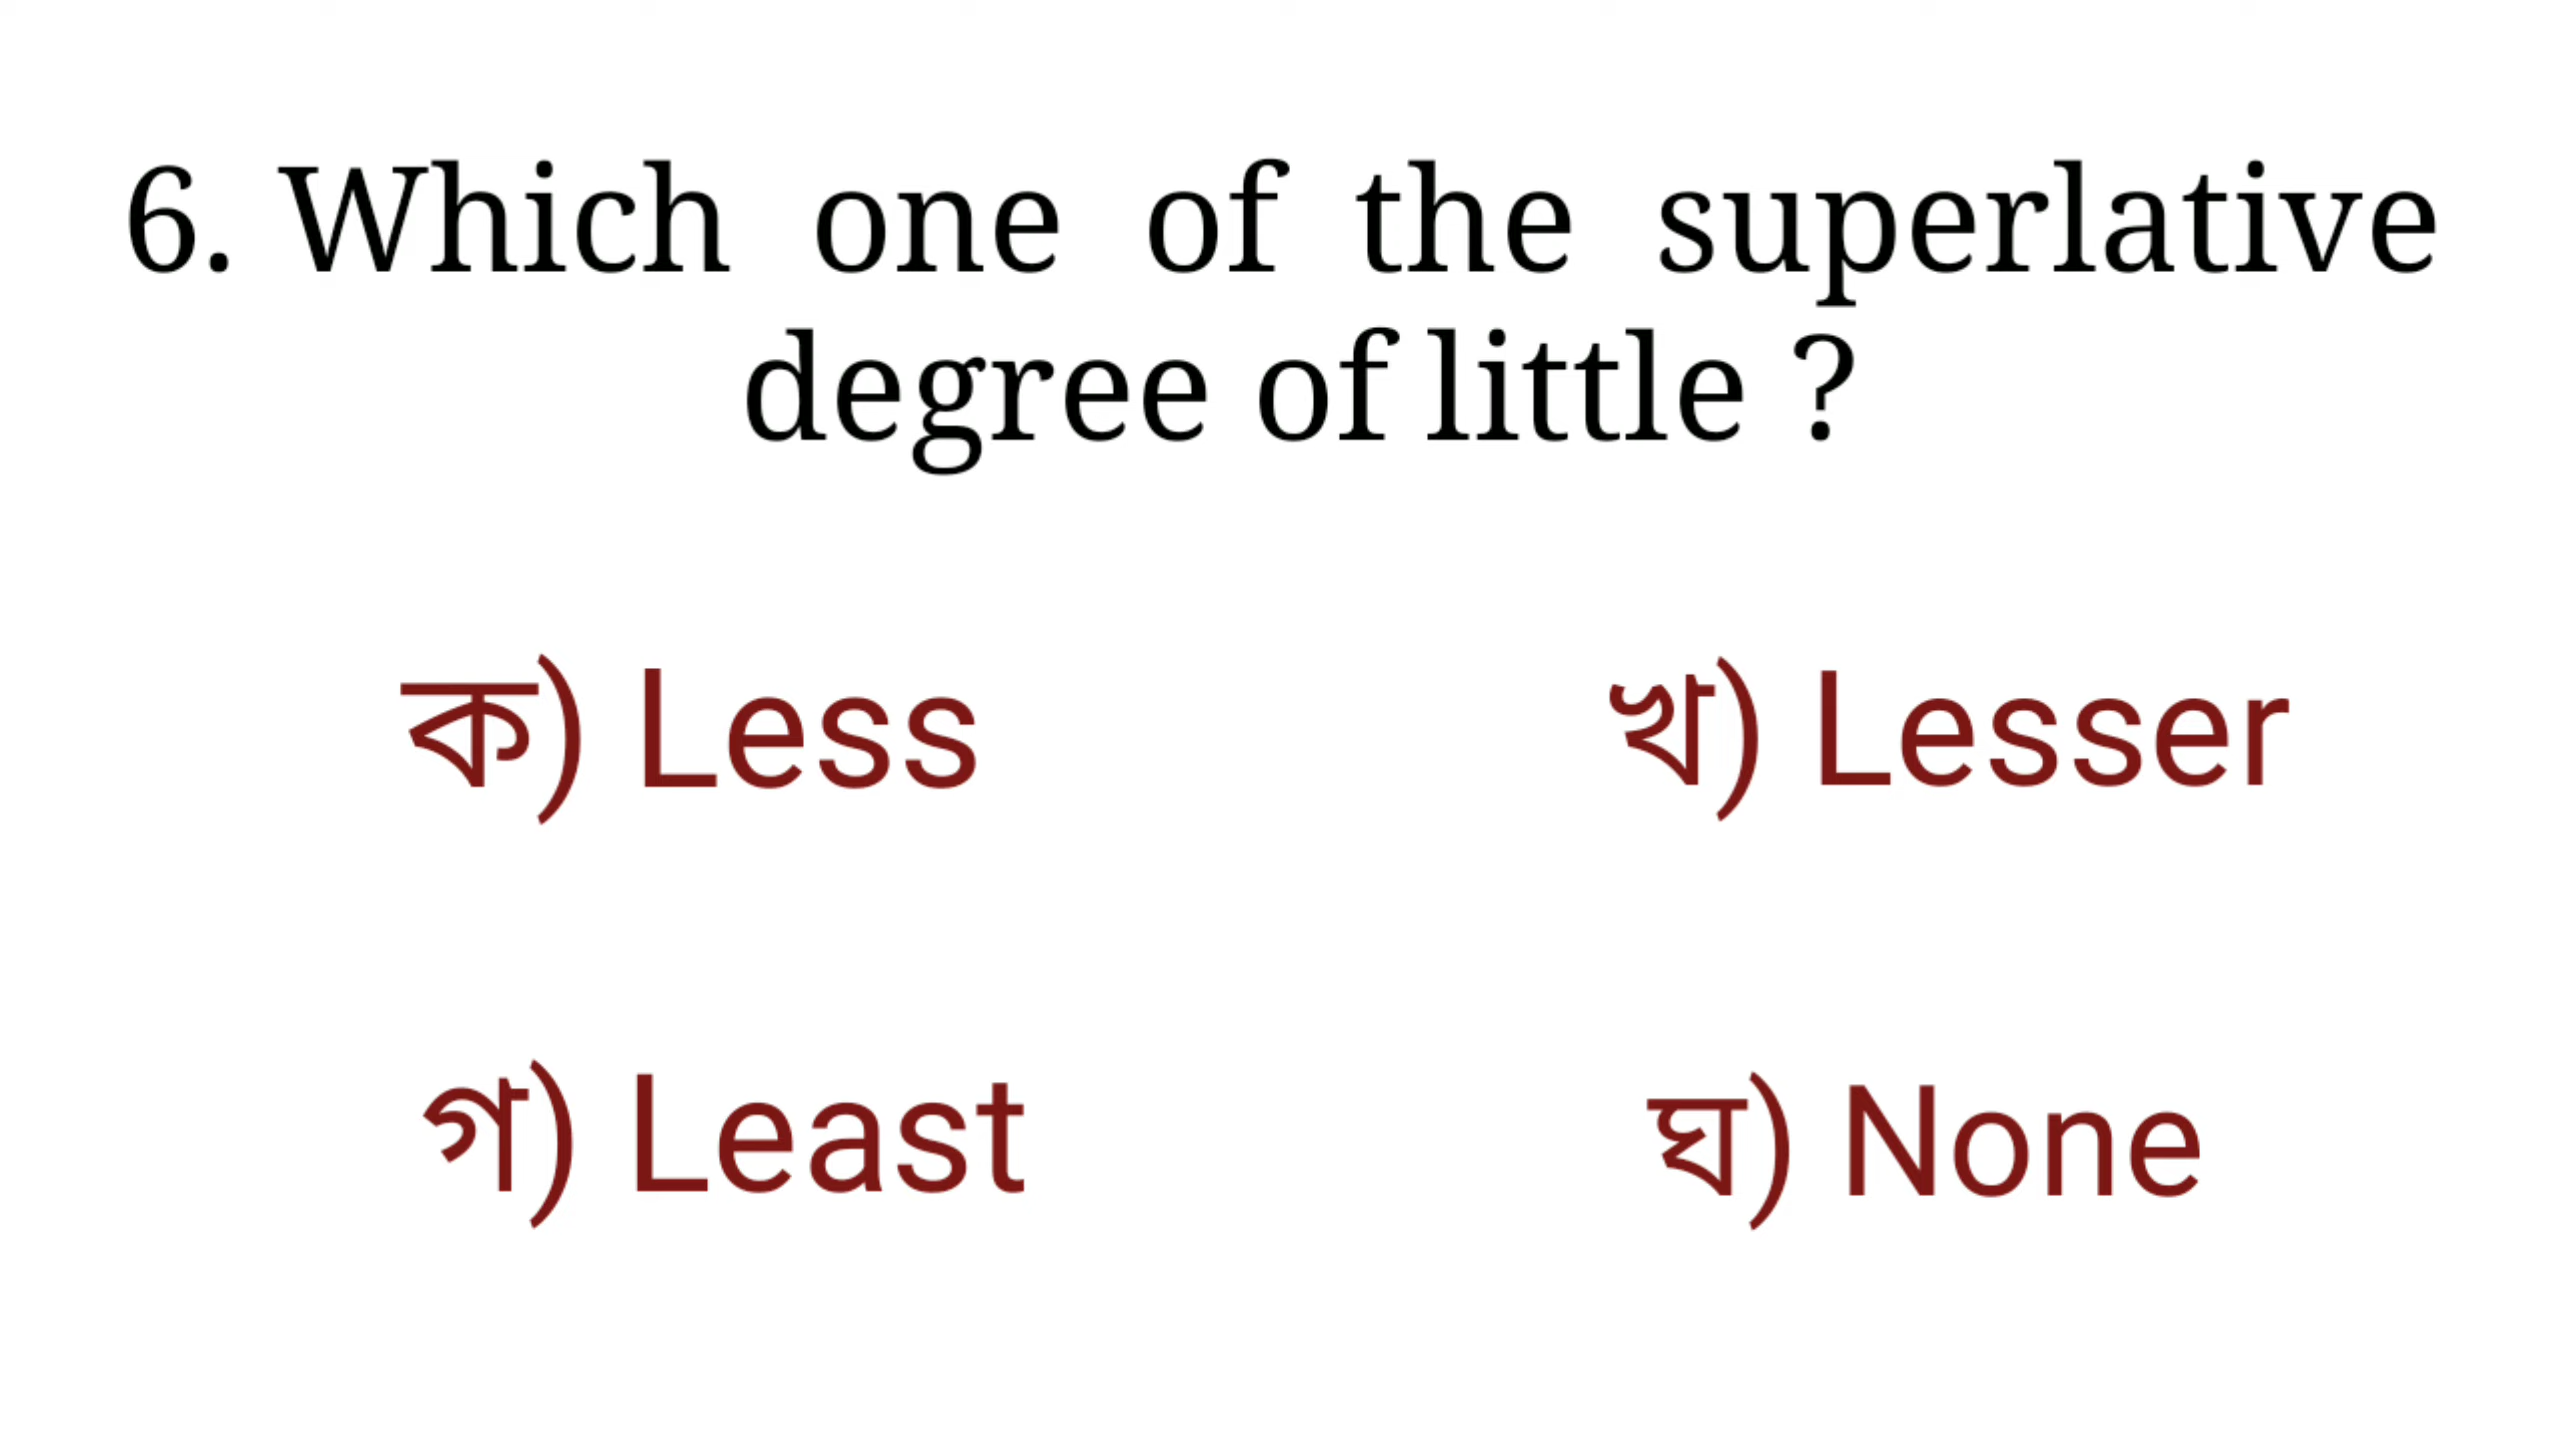 6. Which one of the superlative
degree of little ?
ক) Less
খ) Lesser
গ) Least
ঘ) None